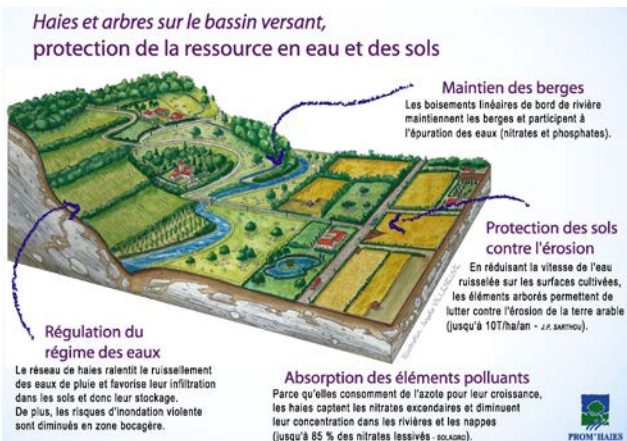 Haies et arbres sur le bassin versant,
protection de la ressource en eau et des sols
Maintien des berges
Les boisements linéaires de bord de rivière
maintiennent les berges et participent à
l'épuration des eaux (nitrates et phosphates).
Protection des sols
contre l'érosion
En réduisant la vitesse de l'eau
ruisselée sur les surfaces cultivées,
les éléments arborés permettent de
lutter contre l'érosion de la terre arable
(jusqu'à 10T/ha/an - J.P. SARTHOU).
Régulation du
régime des eaux
Le réseau de haies ralentit le ruissellement
des eaux de pluie et favorise leur infiltration
dans les sols et donc leur stockage.
De plus, les risques d'inondation violente
sont diminués en zone bocagère.
Absorption des éléments polluants
Parce qu'elles consomment de l'azote pour leur croissance,
les haies captent les nitrates excendaires et diminuent
leur concentration dans les rivières et les nappes
(jusqu'à 85 % des nitrates lessivés - SOLAGRO).
PROM'HAIES